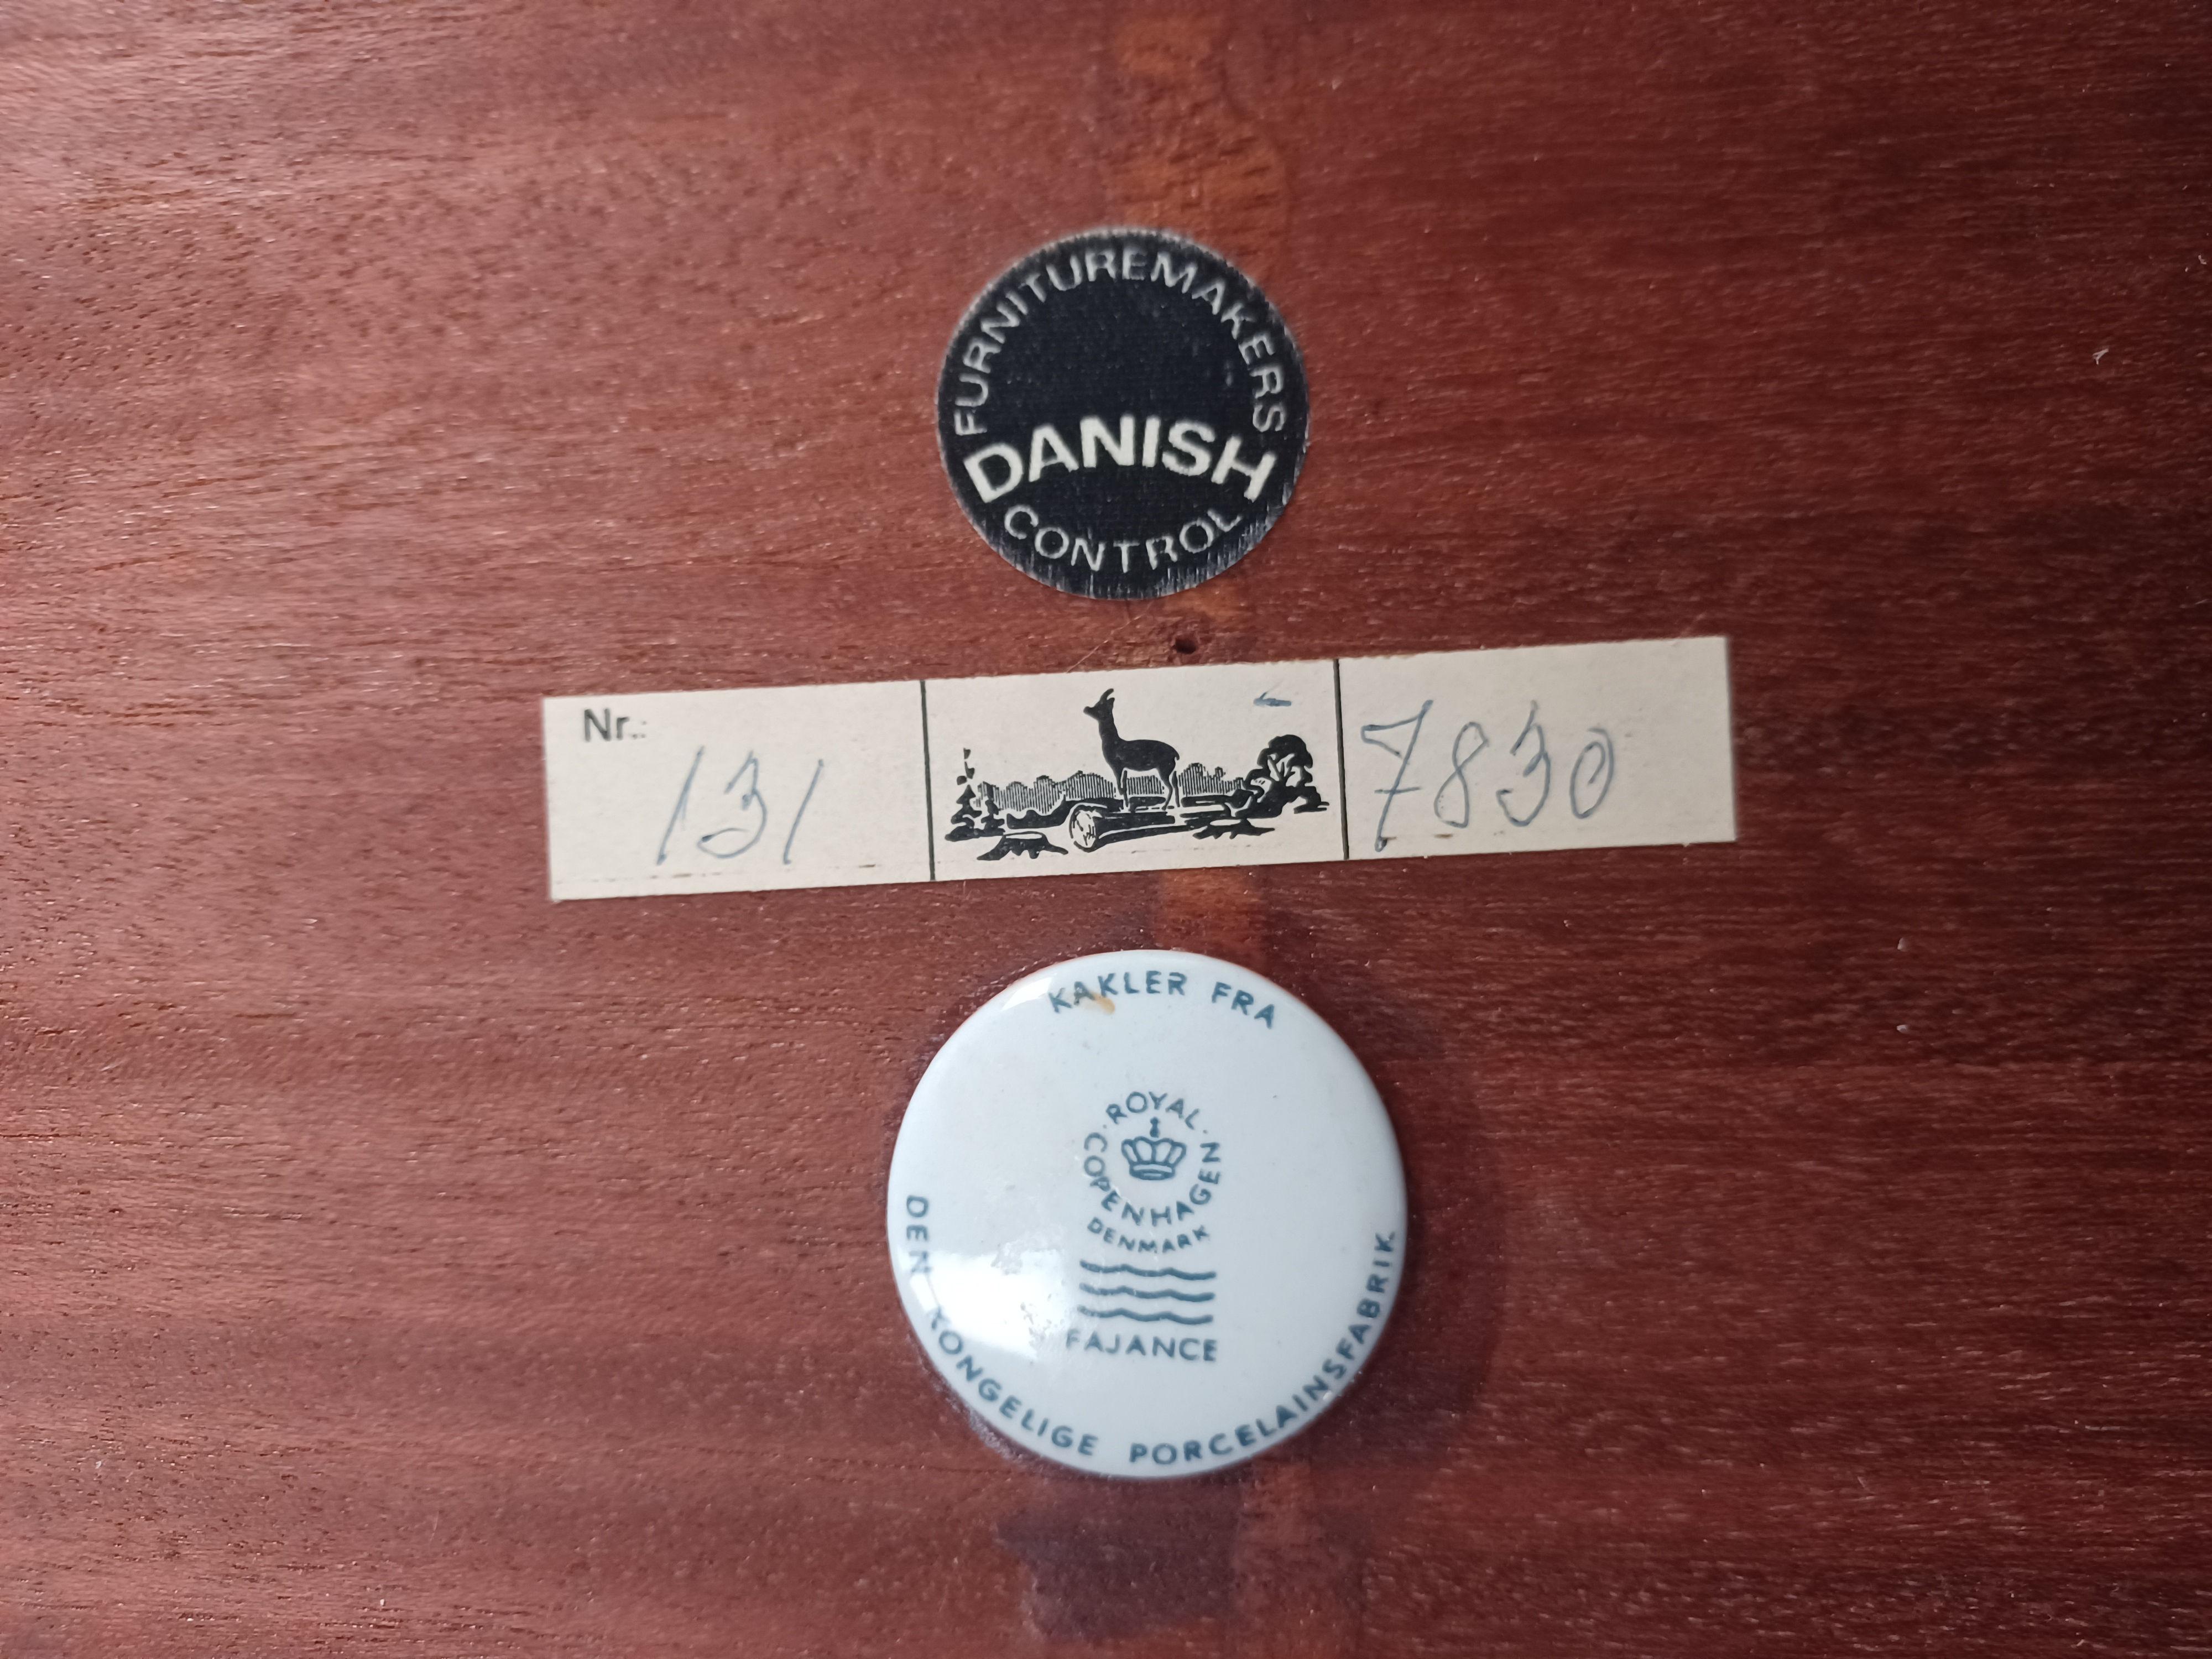 FURNITUREMAKERS
DANISH
CONTROL
Nr.:
131
7830
KAKLER FRA
·ROYAL·
COPENHAGEN
DENMARK
FAJANCE
DEN KONGELIGE PORCELAINSFABRIK